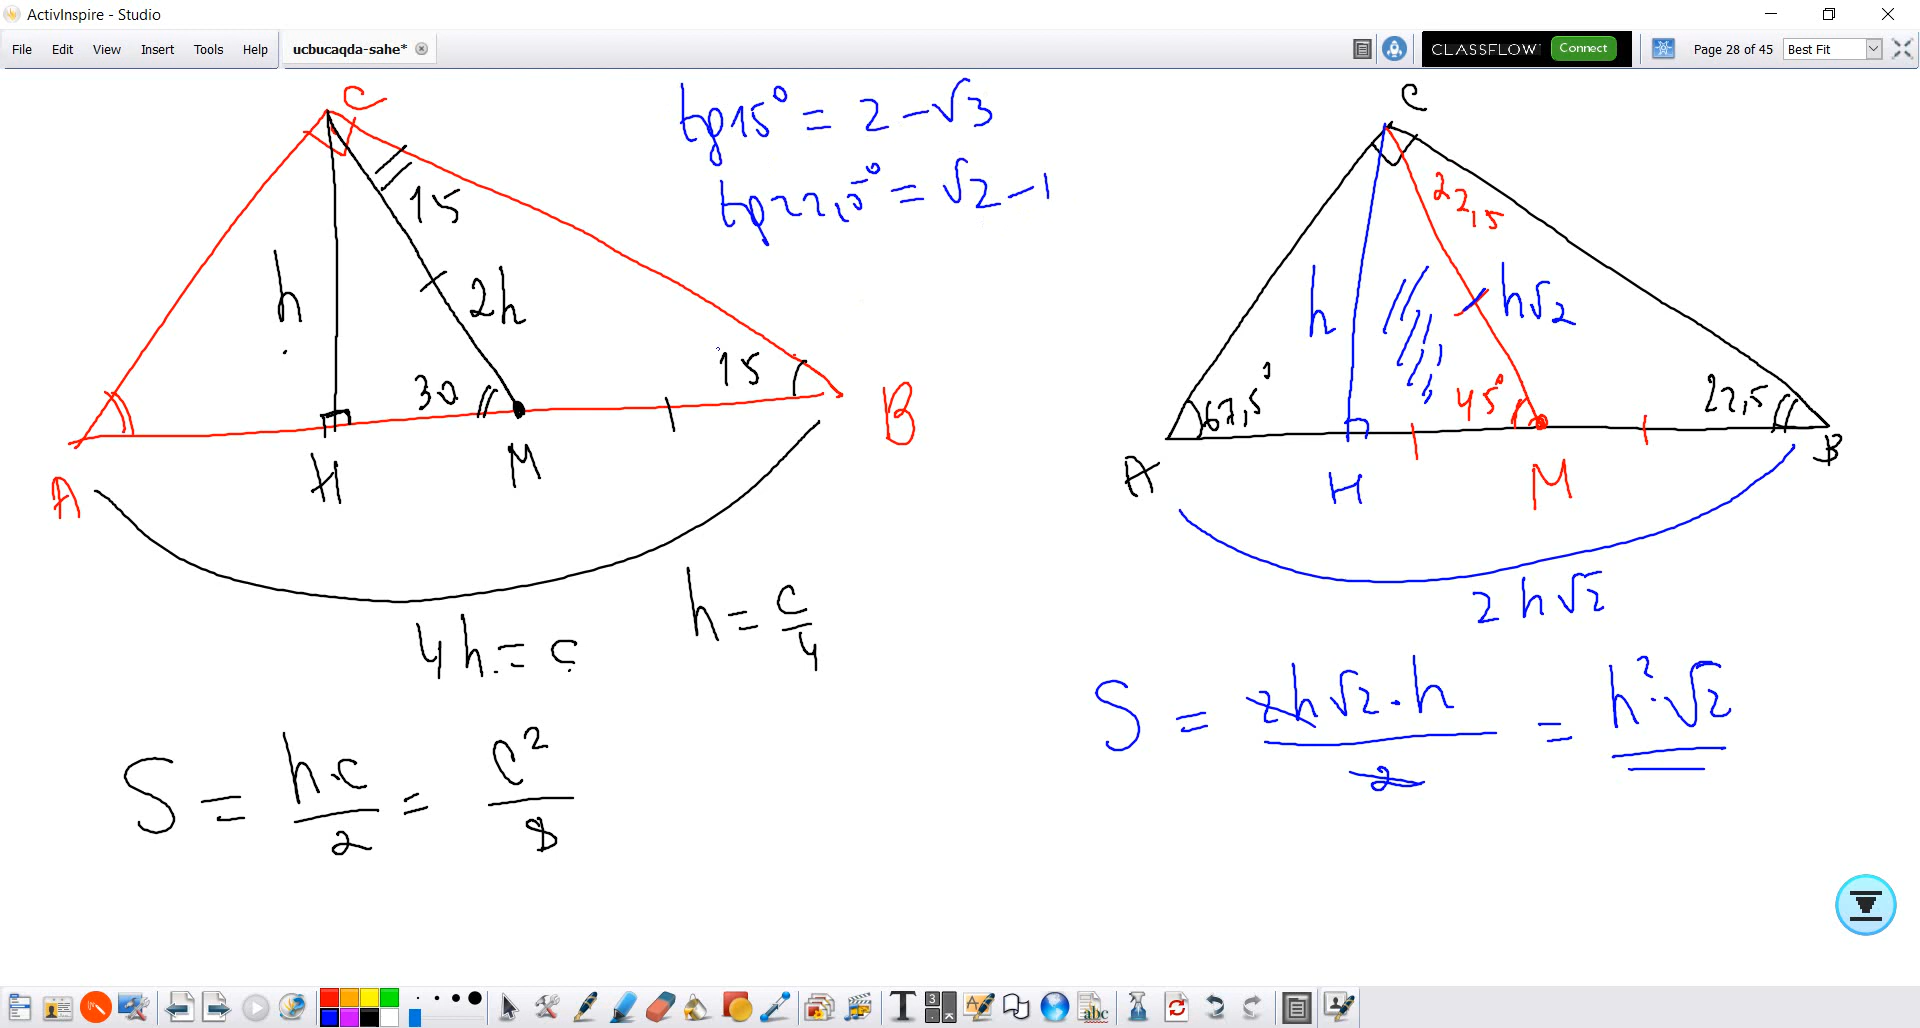 ActivInspire - Studio
File Edit View Insert Tools Help
ucbucaqda-sahe*
CLASSFLOW Connect
Page 28 of 45
Best Fit
C
15
h
2h
30
15
A
H
M
B
4h = c
h = c/4
S = h·c/2 = c²/8
tg15° = 2 - √3
tg22,5° = √2 - 1
C
22,5
h
h√2
67,5°
45°
22,5
A
H
M
B
2h√2
S = 2h√2·h/2 = h²·√2